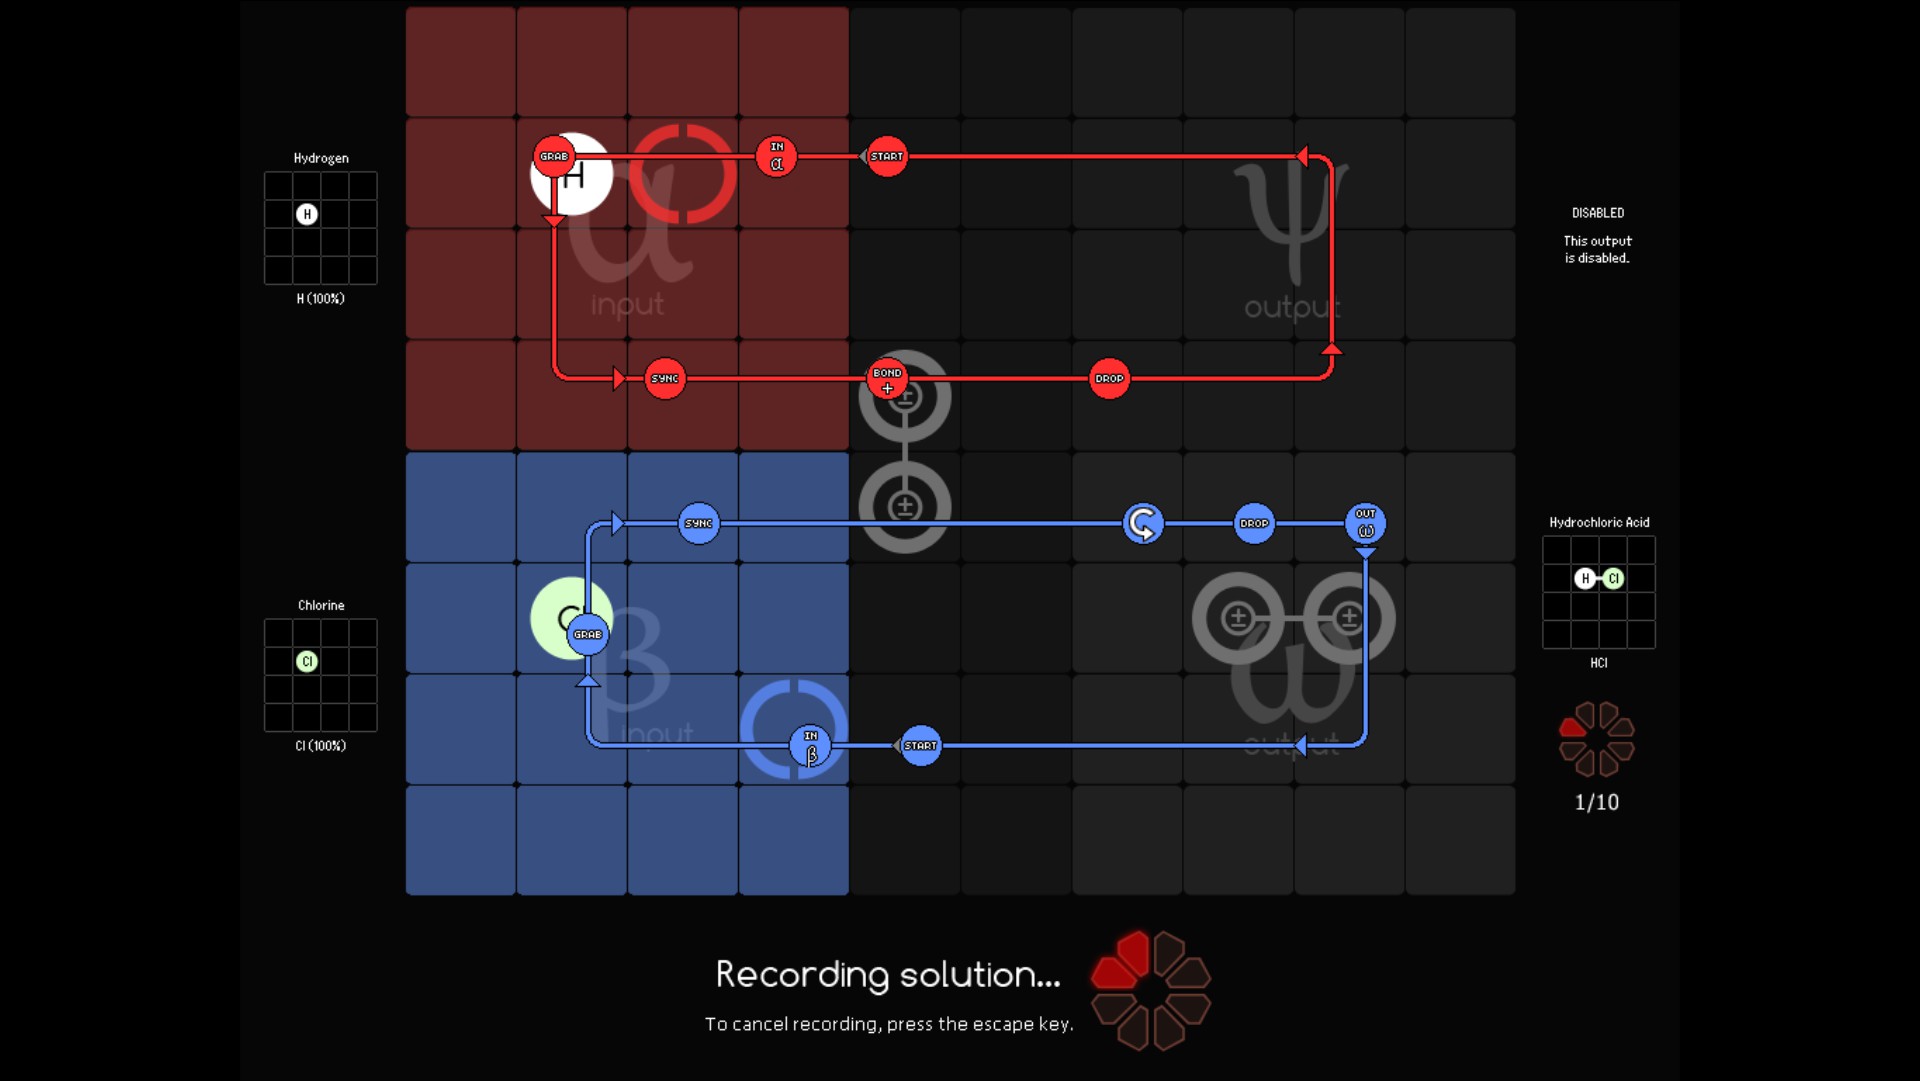 Hydrogen
H
H (100%)
GRAB
H
IN
α
START
α
input
ψ
output
DISABLED
This output
is disabled.
SYNC
BOND
+
±
DROP
±
SYNC
DROP
OUT
ω
Hydrochloric Acid
H Cl
HCl
Chlorine
Cl
Cl (100%)
C
GRAB
β
input
IN
β
START
± ±
ω
output
1/10
Recording solution...
To cancel recording, press the escape key.